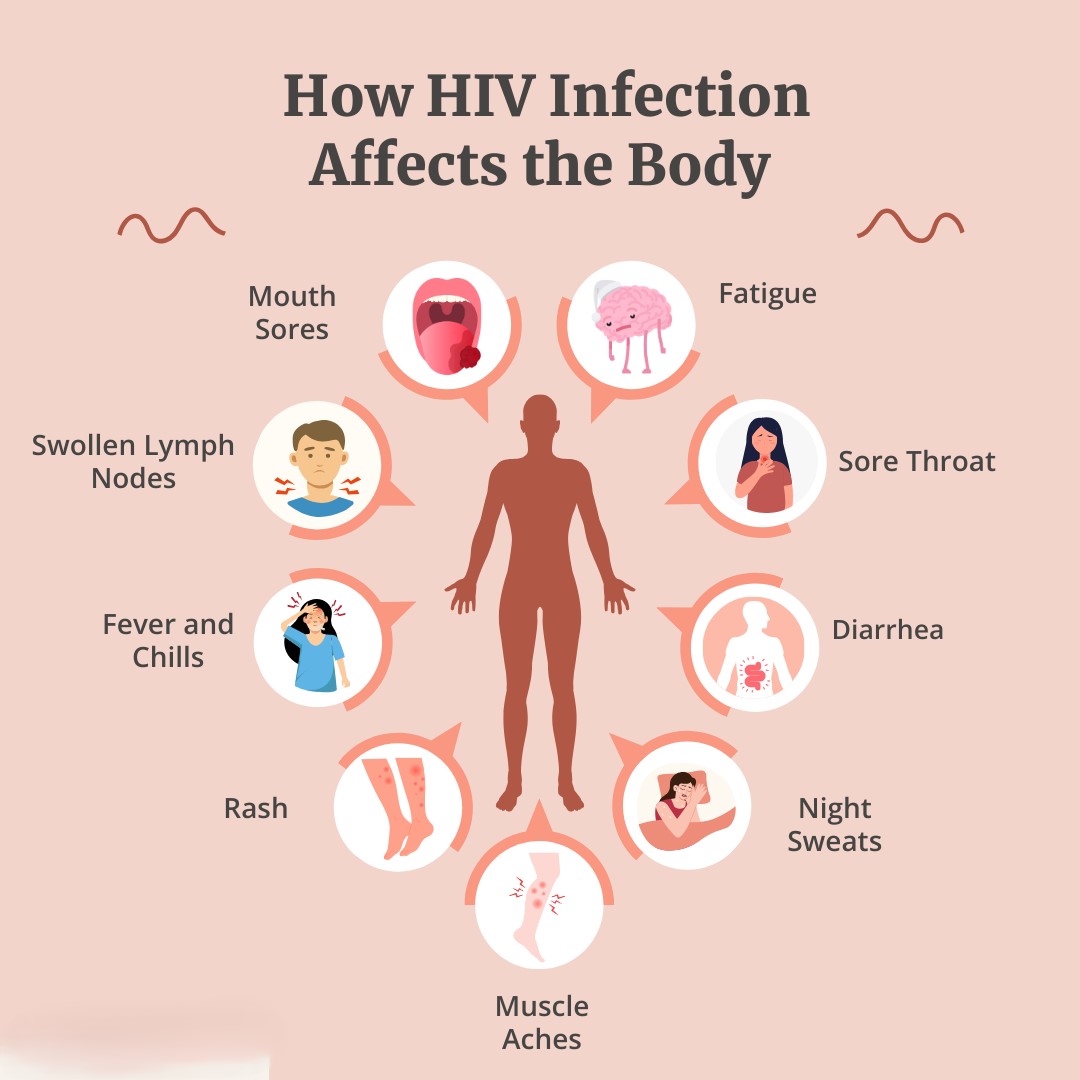 How HIV Infection
Affects the Body
Mouth
Sores
Fatigue
Swollen Lymph
Nodes
Sore Throat
Fever and
Chills
Diarrhea
Rash
Night
Sweats
Muscle
Aches